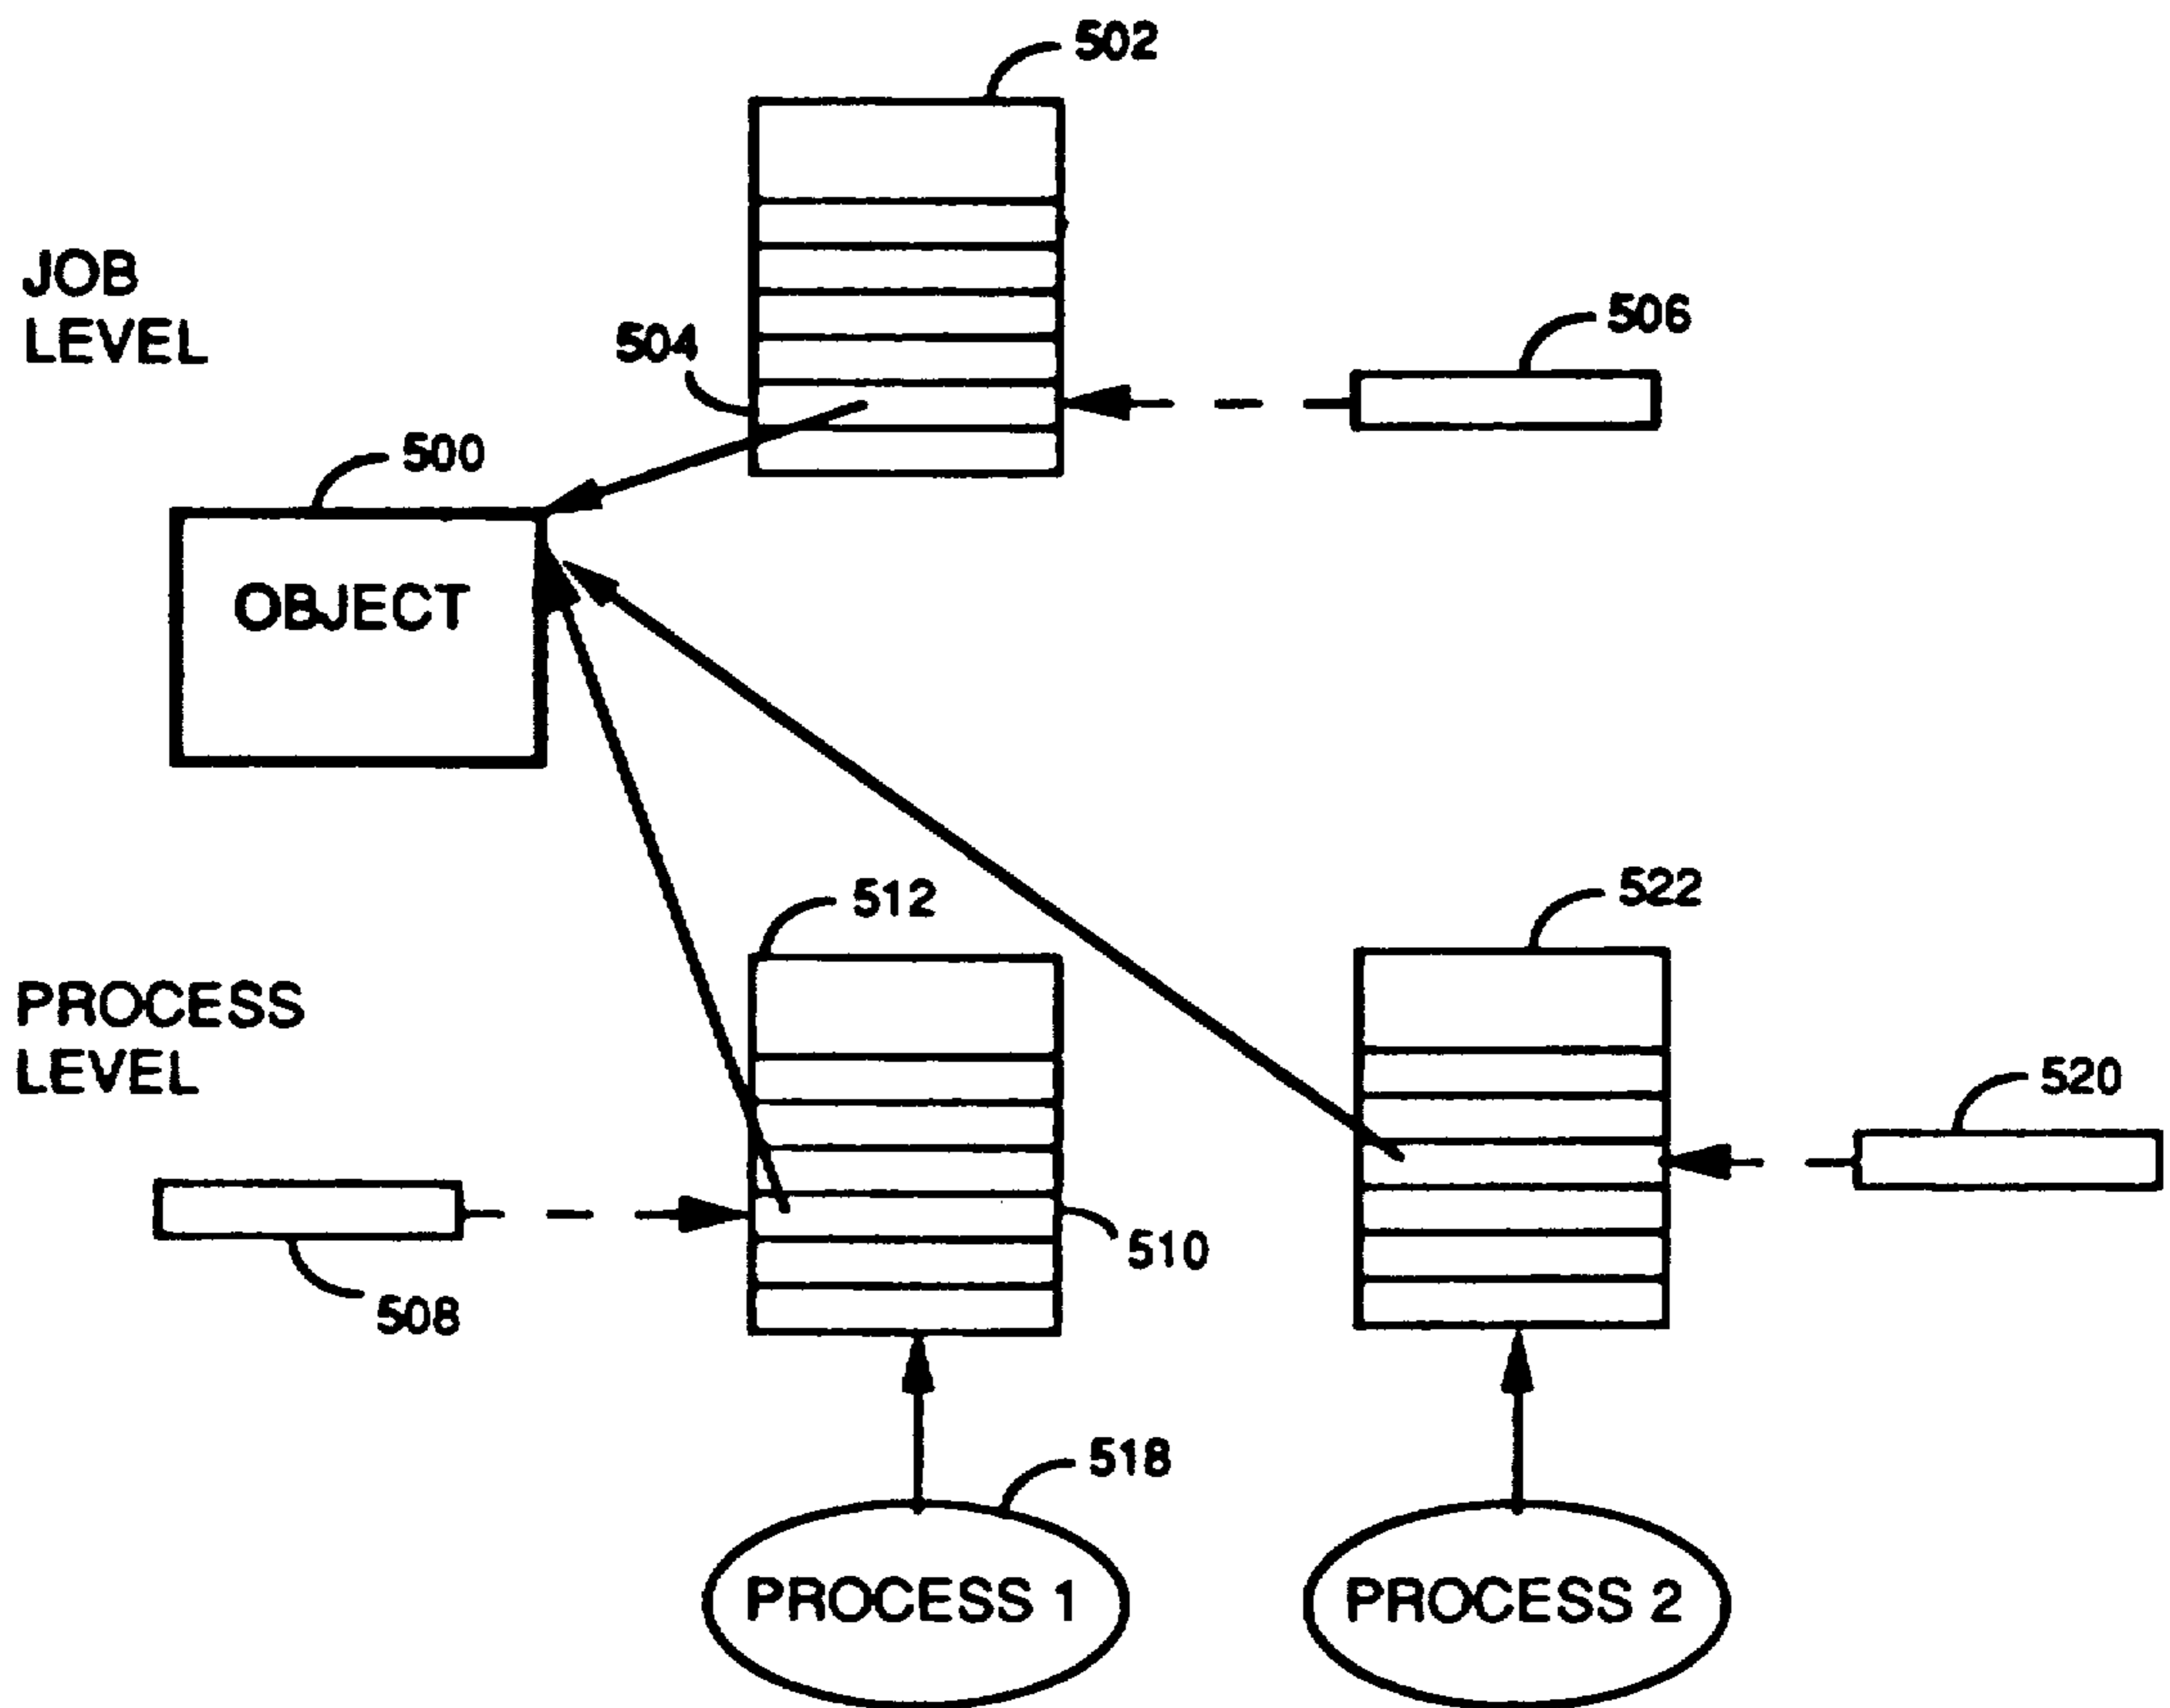 502
JOB
LEVEL
506
504
500
OBJECT
512
522
PROCESS
LEVEL
520
510
508
518
PROCESS 1
PROCESS 2